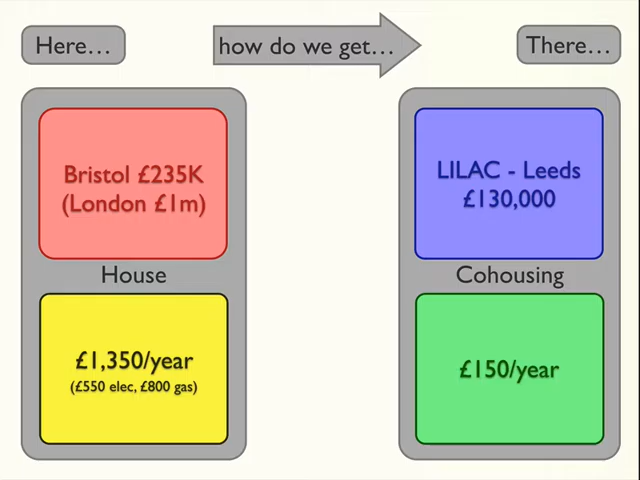 Here...
how do we get...
There...
Bristol £235K
(London £1m)
House
£1,350/year
(£550 elec, £800 gas)
LILAC - Leeds
£130,000
Cohousing
£150/year